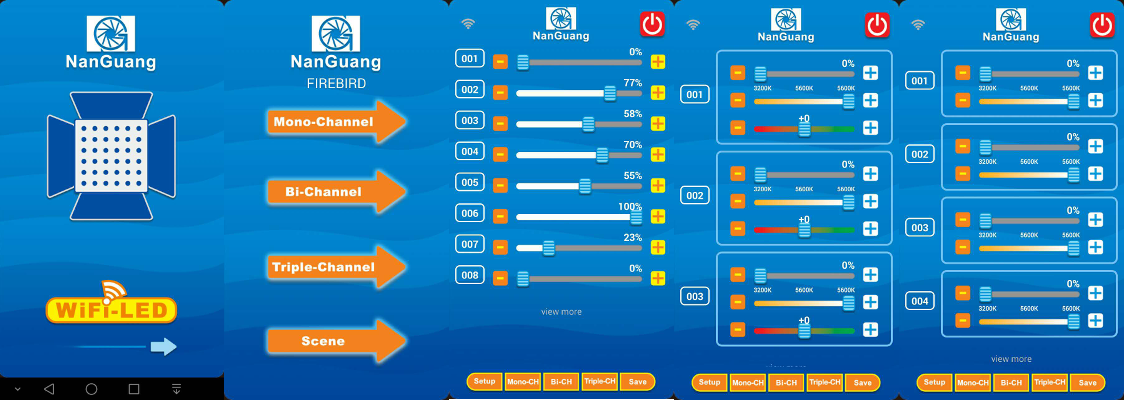 NanGuang
WiFi-LED
NanGuang
FIREBIRD
Mono-Channel
Bi-Channel
Triple-Channel
Scene
NanGuang
001
0%
002
77%
003
58%
004
70%
005
55%
006
100%
007
23%
008
0%
view more
Setup Mono-CH Bi-CH Triple-CH Save
NanGuang
001
0%
3200K 5600K 5600K
+0
002
0%
3200K 5600K 5600K
+0
003
0%
3200K 5600K 5600K
+0
Setup Mono-CH Bi-CH Triple-CH Save
NanGuang
001
0%
3200K 5600K 5600K
002
0%
3200K 5600K 5600K
003
0%
3200K 5600K 5600K
004
0%
3200K 5600K 5600K
view more
Setup Mono-CH Bi-CH Triple-CH Save